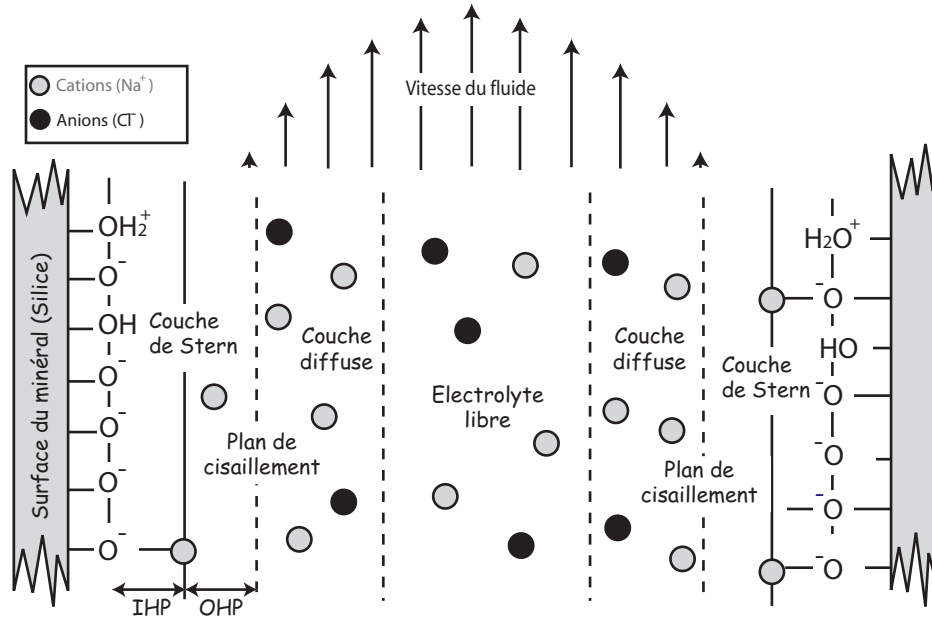 Vitesse du fluide
Cations (Na+)
Anions (Cl-)
Surface du minéral (Silice)
OH2+
O-
OH
O-
O-
O-
O-
Couche
de Stern
Plan de
cisaillement
IHP
OHP
Couche
diffuse
Electrolyte
libre
Couche
diffuse
Plan de
cisaillement
Couche
de Stern
H2O+
-O
HO
-O
-O
-O
-O